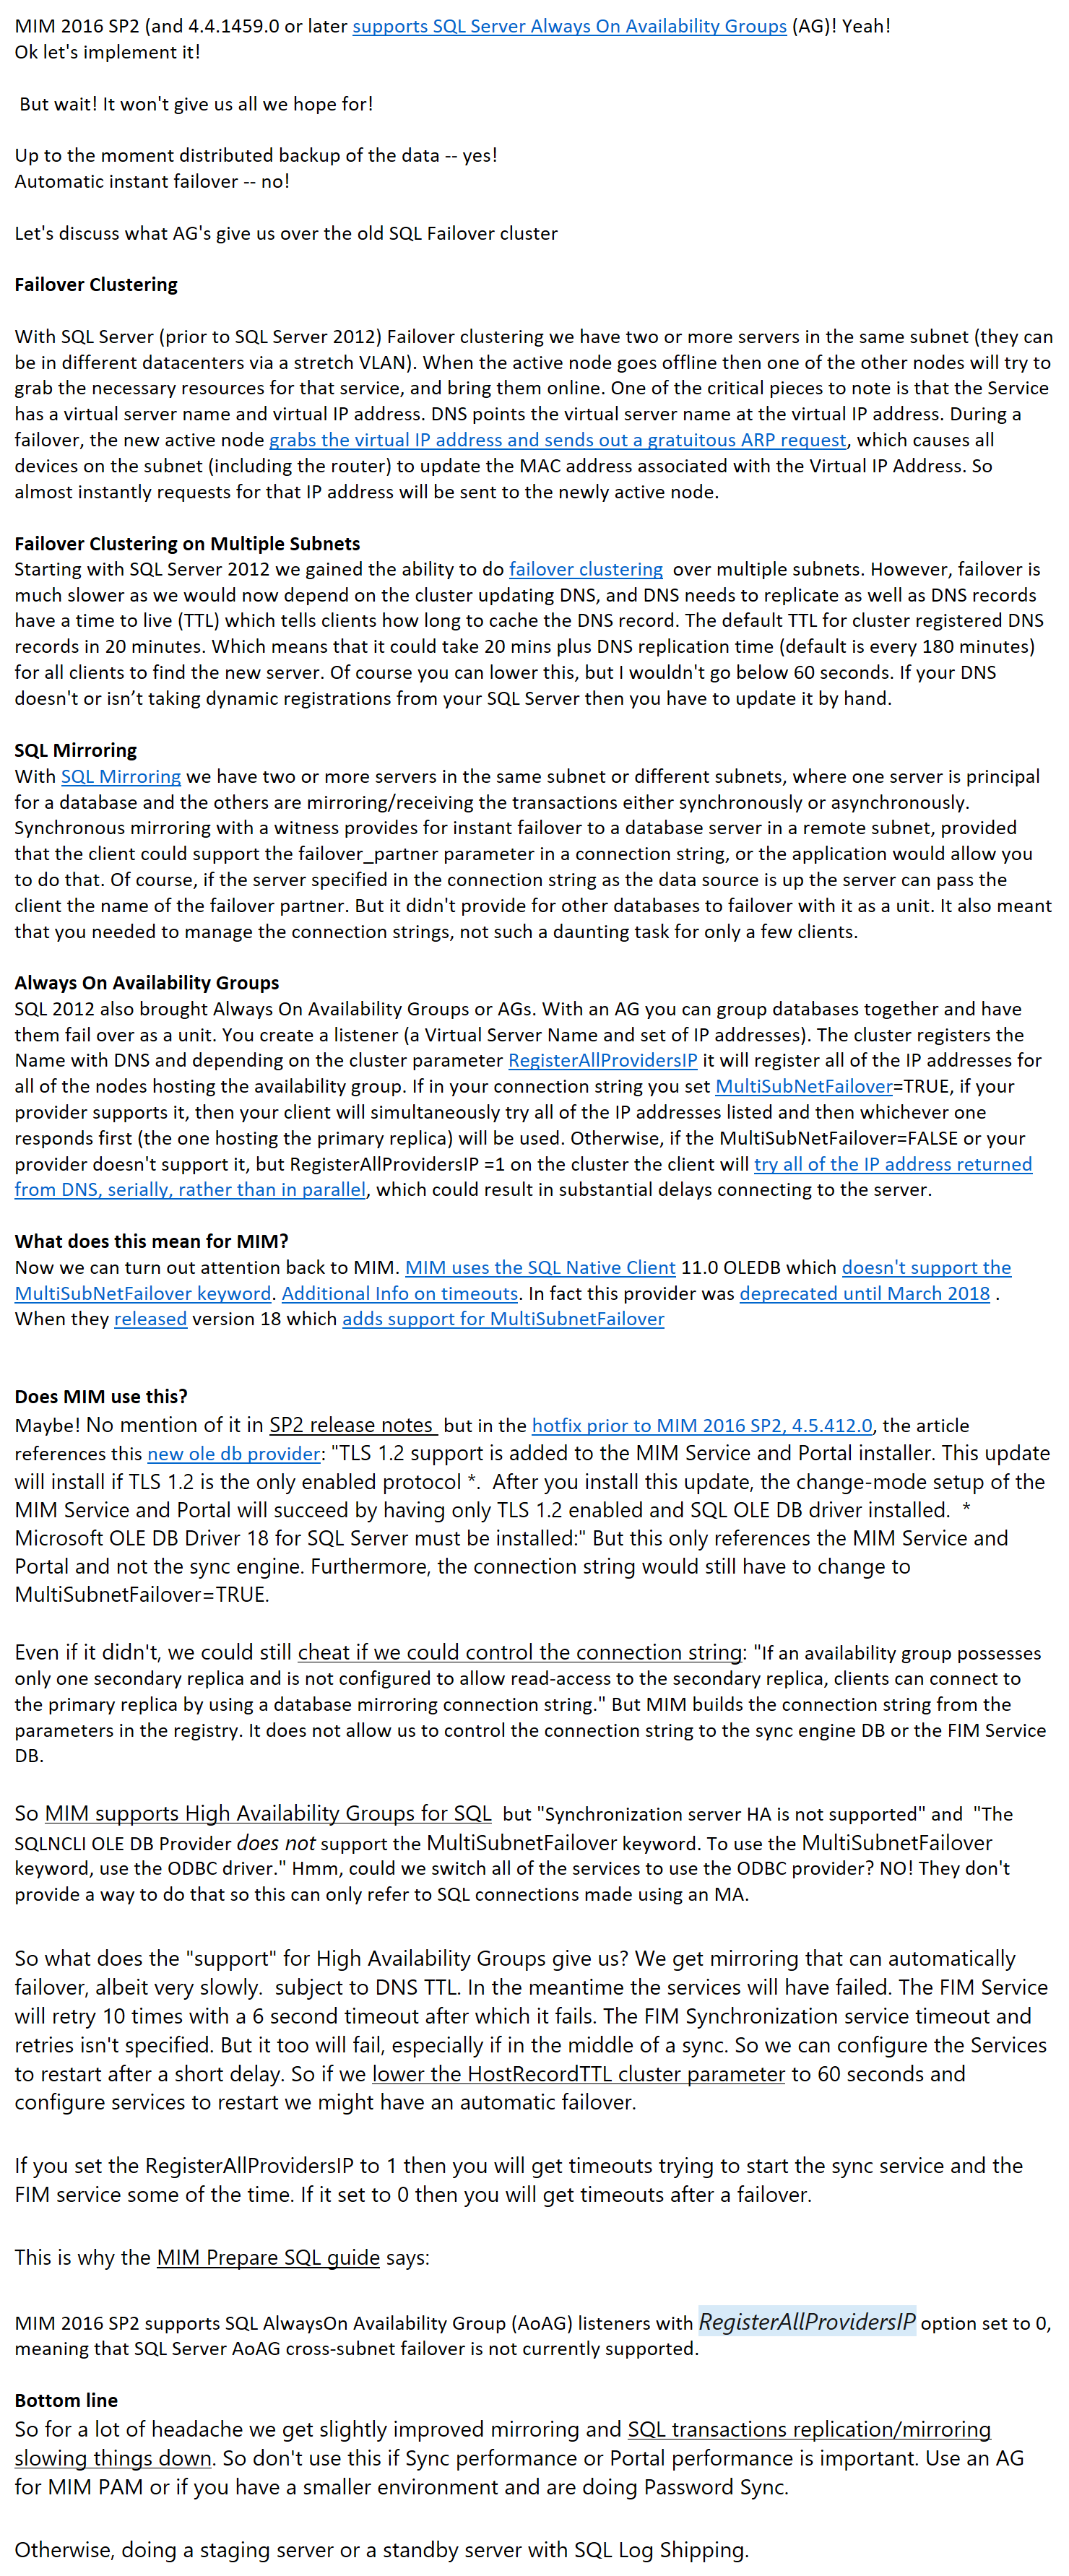 MIM 2016 SP2 (and 4.4.1459.0 or later supports SQL Server Always On Availability Groups (AG)! Yeah!
Ok let's implement it!
But wait! It won't give us all we hope for!
Up to the moment distributed backup of the data -- yes!
Automatic instant failover -- no!
Let's discuss what AG's give us over the old SQL Failover cluster
Failover Clustering
With SQL Server (prior to SQL Server 2012) Failover clustering we have two or more servers in the same subnet (they can
be in different datacenters via a stretch VLAN). When the active node goes offline then one of the other nodes will try to
grab the necessary resources for that service, and bring them online. One of the critical pieces to note is that the Service
has a virtual server name and virtual IP address. DNS points the virtual server name at the virtual IP address. During a
failover, the new active node grabs the virtual IP address and sends out a gratuitous ARP request, which causes all
devices on the subnet (including the router) to update the MAC address associated with the Virtual IP Address. So
almost instantly requests for that IP address will be sent to the newly active node.
Failover Clustering on Multiple Subnets
Starting with SQL Server 2012 we gained the ability to do failover clustering  over multiple subnets. However, failover is
much slower as we would now depend on the cluster updating DNS, and DNS needs to replicate as well as DNS records
have a time to live (TTL) which tells clients how long to cache the DNS record. The default TTL for cluster registered DNS
records in 20 minutes. Which means that it could take 20 mins plus DNS replication time (default is every 180 minutes)
for all clients to find the new server. Of course you can lower this, but I wouldn't go below 60 seconds. If your DNS
doesn't or isn’t taking dynamic registrations from your SQL Server then you have to update it by hand.
SQL Mirroring
With SQL Mirroring we have two or more servers in the same subnet or different subnets, where one server is principal
for a database and the others are mirroring/receiving the transactions either synchronously or asynchronously.
Synchronous mirroring with a witness provides for instant failover to a database server in a remote subnet, provided
that the client could support the failover_partner parameter in a connection string, or the application would allow you
to do that. Of course, if the server specified in the connection string as the data source is up the server can pass the
client the name of the failover partner. But it didn't provide for other databases to failover with it as a unit. It also meant
that you needed to manage the connection strings, not such a daunting task for only a few clients.
Always On Availability Groups
SQL 2012 also brought Always On Availability Groups or AGs. With an AG you can group databases together and have
them fail over as a unit. You create a listener (a Virtual Server Name and set of IP addresses). The cluster registers the
Name with DNS and depending on the cluster parameter RegisterAllProvidersIP it will register all of the IP addresses for
all of the nodes hosting the availability group. If in your connection string you set MultiSubNetFailover=TRUE, if your
provider supports it, then your client will simultaneously try all of the IP addresses listed and then whichever one
responds first (the one hosting the primary replica) will be used. Otherwise, if the MultiSubNetFailover=FALSE or your
provider doesn't support it, but RegisterAllProvidersIP =1 on the cluster the client will try all of the IP address returned
from DNS, serially, rather than in parallel, which could result in substantial delays connecting to the server.
What does this mean for MIM?
Now we can turn out attention back to MIM. MIM uses the SQL Native Client 11.0 OLEDB which doesn't support the
MultiSubNetFailover keyword. Additional Info on timeouts. In fact this provider was deprecated until March 2018 .
When they released version 18 which adds support for MultiSubnetFailover
Does MIM use this?
Maybe! No mention of it in SP2 release notes  but in the hotfix prior to MIM 2016 SP2, 4.5.412.0, the article
references this new ole db provider: "TLS 1.2 support is added to the MIM Service and Portal installer. This update
will install if TLS 1.2 is the only enabled protocol *.  After you install this update, the change-mode setup of the
MIM Service and Portal will succeed by having only TLS 1.2 enabled and SQL OLE DB driver installed.  *
Microsoft OLE DB Driver 18 for SQL Server must be installed:" But this only references the MIM Service and
Portal and not the sync engine. Furthermore, the connection string would still have to change to
MultiSubnetFailover=TRUE.
Even if it didn't, we could still cheat if we could control the connection string: "If an availability group possesses
only one secondary replica and is not configured to allow read-access to the secondary replica, clients can connect to
the primary replica by using a database mirroring connection string." But MIM builds the connection string from the
parameters in the registry. It does not allow us to control the connection string to the sync engine DB or the FIM Service
DB.
So MIM supports High Availability Groups for SQL  but "Synchronization server HA is not supported" and  "The
SQLNCLI OLE DB Provider does not support the MultiSubnetFailover keyword. To use the MultiSubnetFailover
keyword, use the ODBC driver." Hmm, could we switch all of the services to use the ODBC provider? NO! They don't
provide a way to do that so this can only refer to SQL connections made using an MA.
So what does the "support" for High Availability Groups give us? We get mirroring that can automatically
failover, albeit very slowly.  subject to DNS TTL. In the meantime the services will have failed. The FIM Service
will retry 10 times with a 6 second timeout after which it fails. The FIM Synchronization service timeout and
retries isn't specified. But it too will fail, especially if in the middle of a sync. So we can configure the Services
to restart after a short delay. So if we lower the HostRecordTTL cluster parameter to 60 seconds and
configure services to restart we might have an automatic failover.
If you set the RegisterAllProvidersIP to 1 then you will get timeouts trying to start the sync service and the
FIM service some of the time. If it set to 0 then you will get timeouts after a failover.
This is why the MIM Prepare SQL guide says:
MIM 2016 SP2 supports SQL AlwaysOn Availability Group (AoAG) listeners with RegisterAllProvidersIP option set to 0,
meaning that SQL Server AoAG cross-subnet failover is not currently supported.
Bottom line
So for a lot of headache we get slightly improved mirroring and SQL transactions replication/mirroring
slowing things down. So don't use this if Sync performance or Portal performance is important. Use an AG
for MIM PAM or if you have a smaller environment and are doing Password Sync.
Otherwise, doing a staging server or a standby server with SQL Log Shipping.